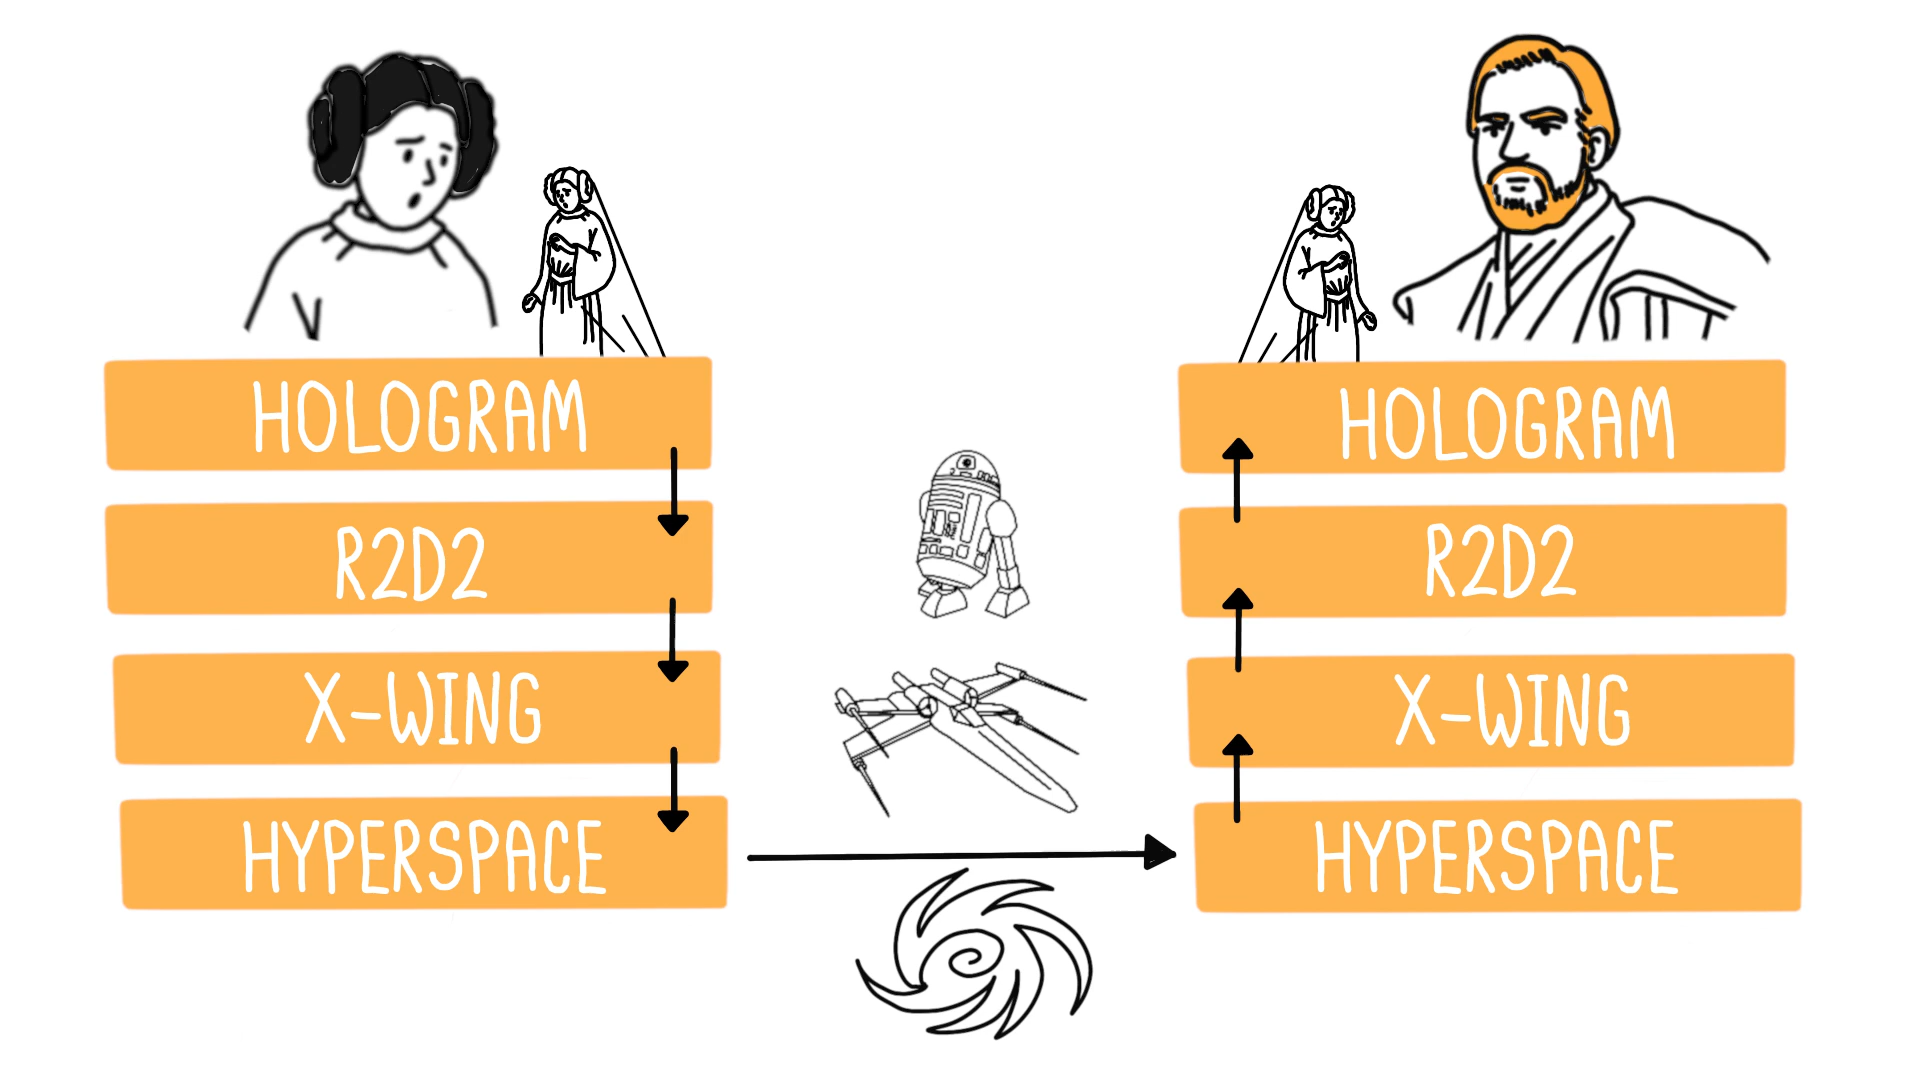 HOLOGRAM
R2D2
X-WING
HYPERSPACE
HOLOGRAM
R2D2
X-WING
HYPERSPACE